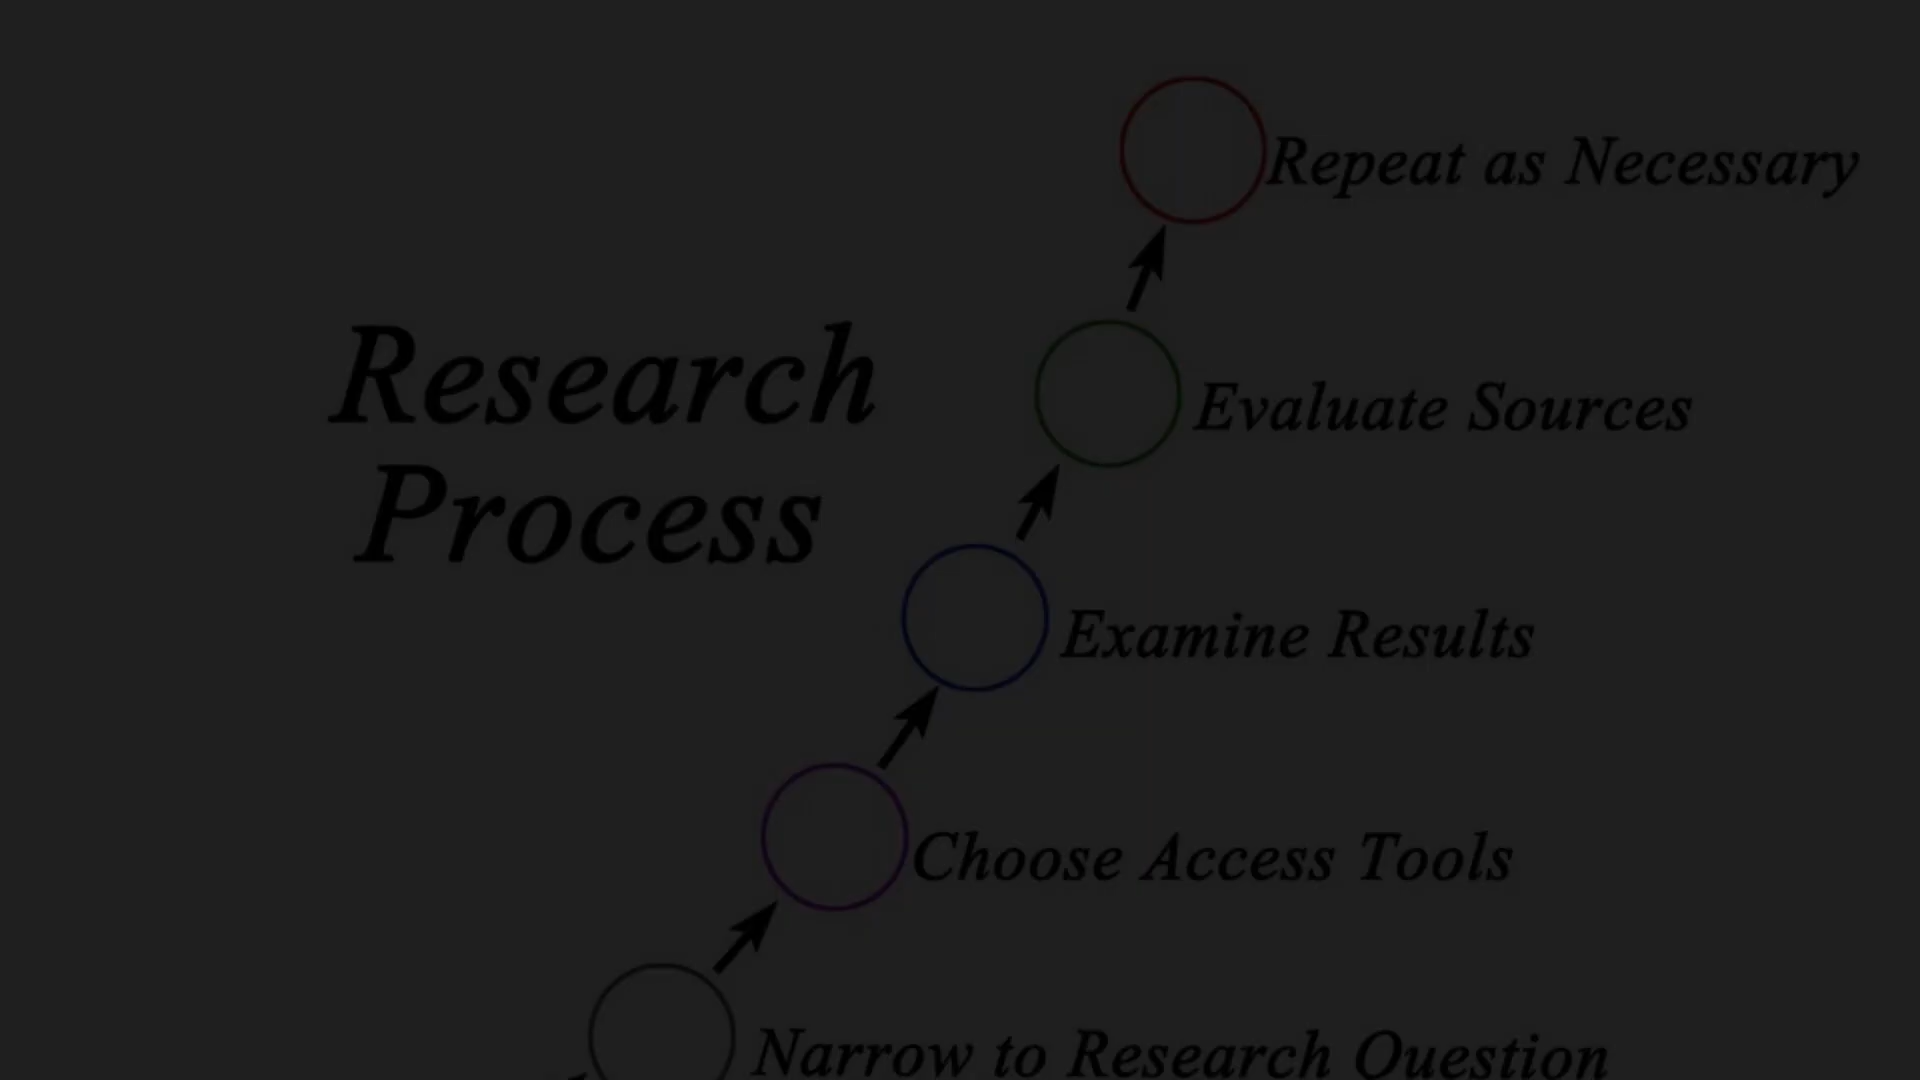 Repeat as Necessary
Research
Process
Evaluate Sources
Examine Results
Choose Access Tools
Narrow to Research Question